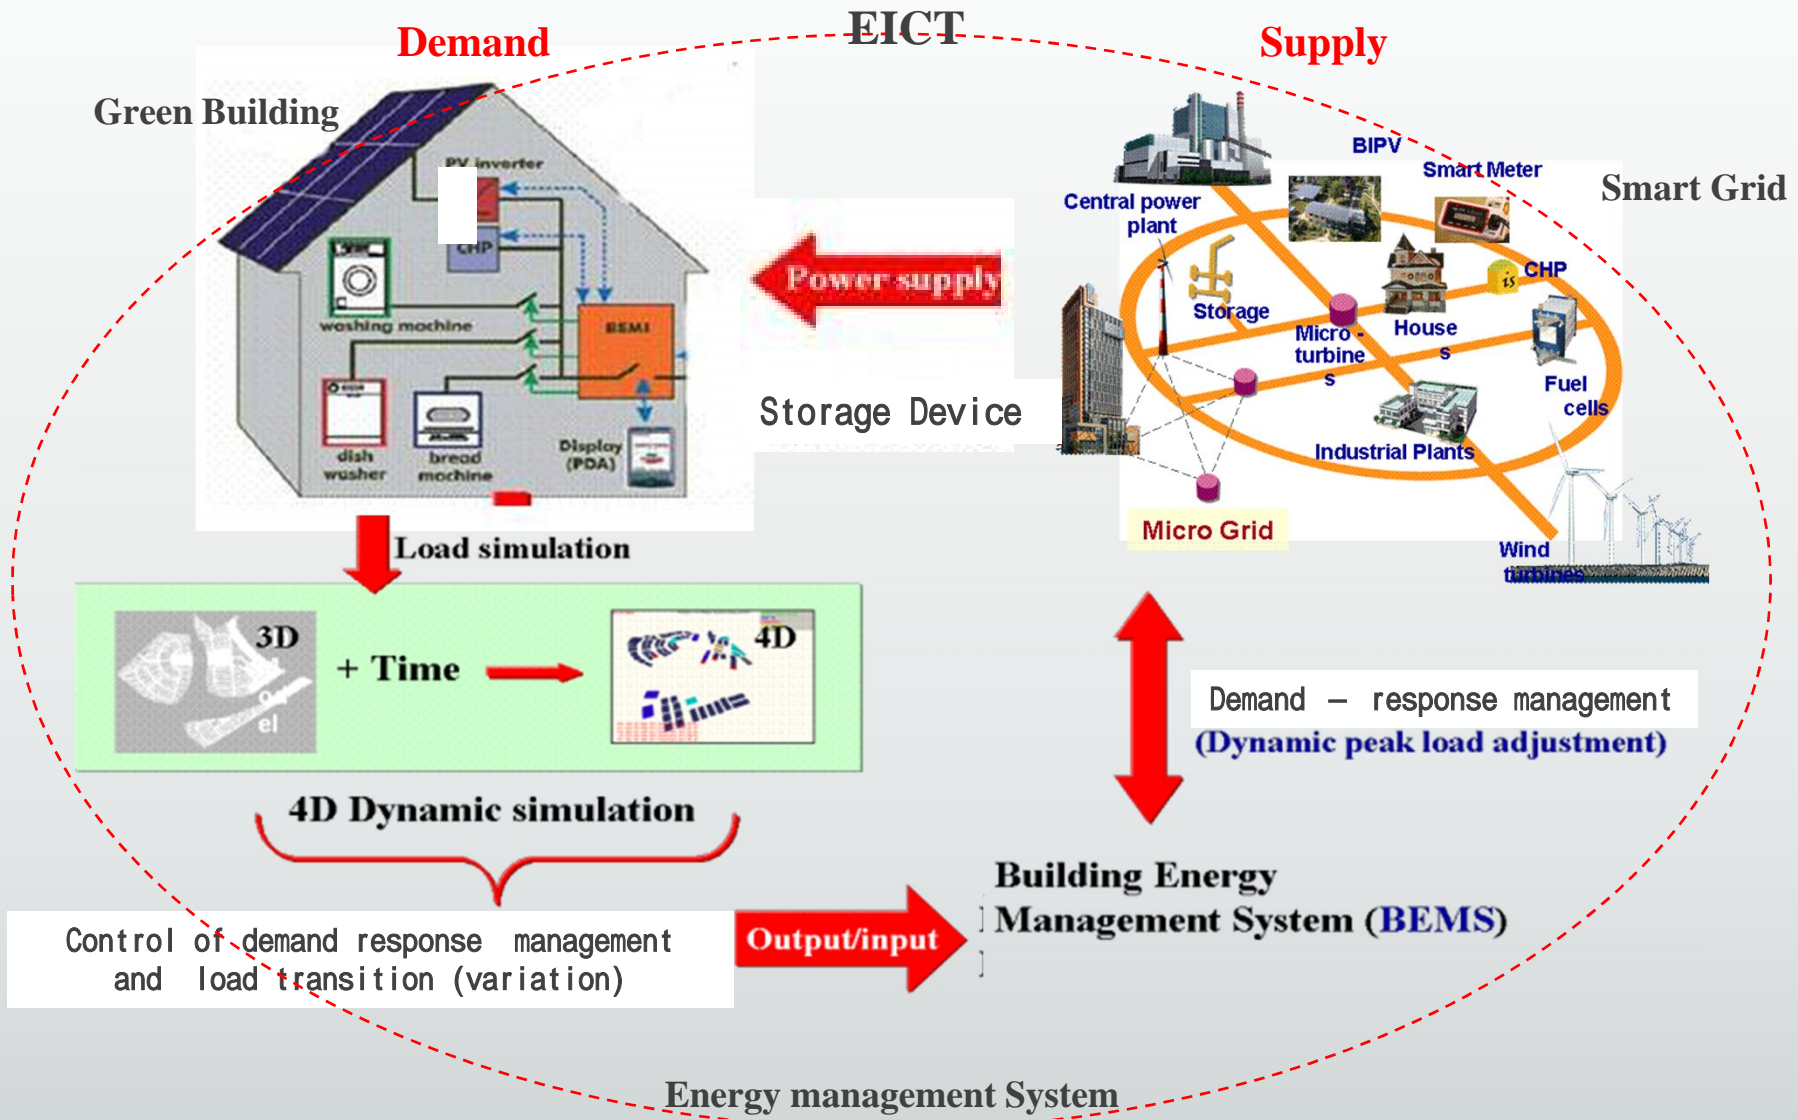 EICT
Demand
Supply
Green Building
Smart Grid
PV inverter
CHP
washing machine
BEMI
dish
washer
bread
machine
Display
(PDA)
Power supply
Storage Device
BIPV
Smart Meter
Central power
plant
CHP
is
Storage
Micro -
turbine
s
House
s
Fuel
cells
Industrial Plants
Micro Grid
Wind
turbines
Load simulation
3D
el
+ Time
4D
4D Dynamic simulation
Demand – response management
(Dynamic peak load adjustment)
Control of demand response management
and load transition (variation)
Output/input
Building Energy
Management System (BEMS)
Energy management System